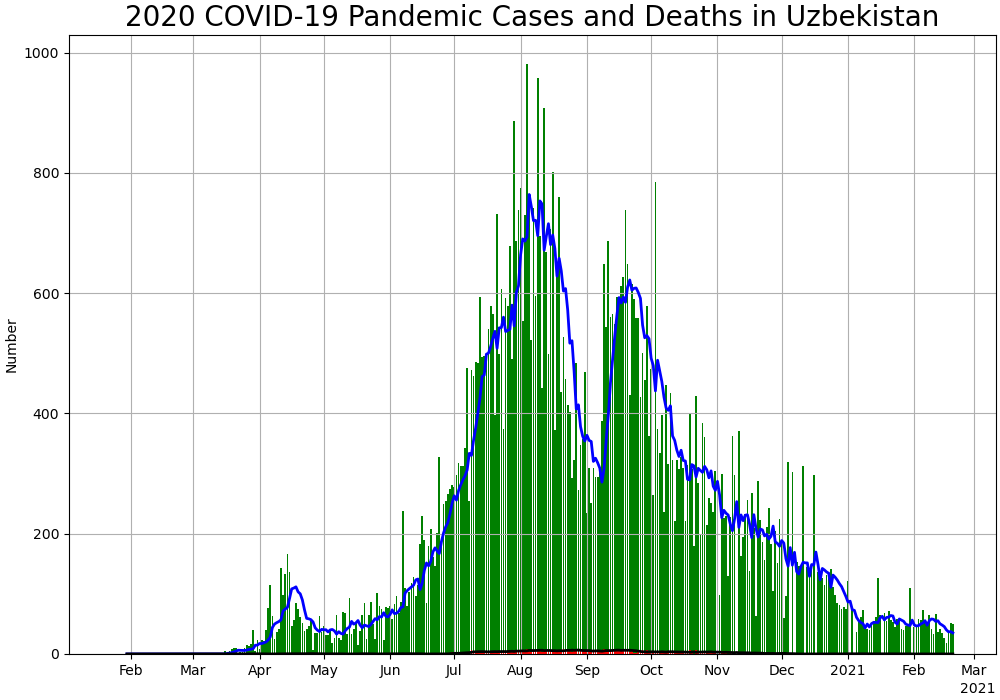 2020 COVID-19 Pandemic Cases and Deaths in Uzbekistan
1000
800
600
400
200
0
Number
Feb Mar Apr May Jun Jul Aug Sep Oct Nov Dec 2021 Feb Mar
2021